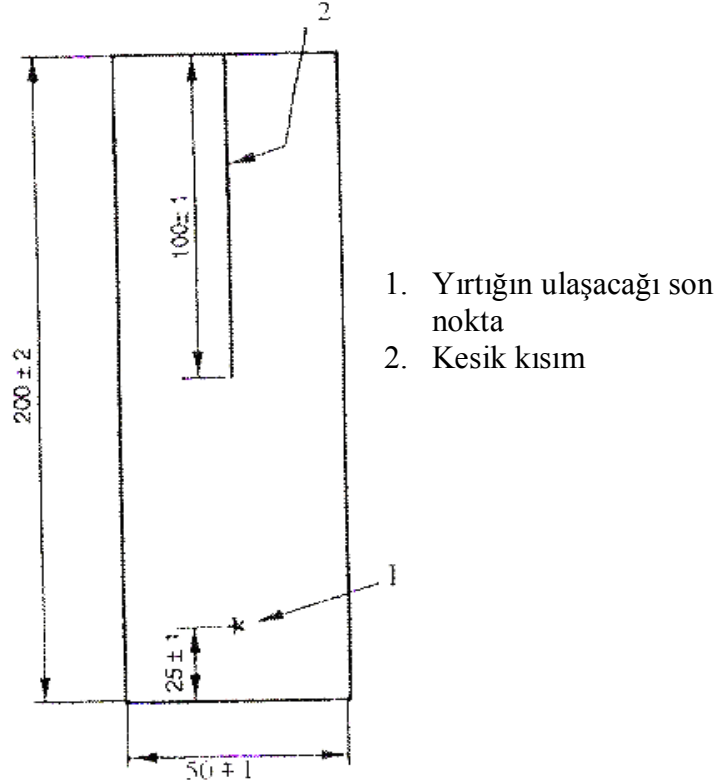 2
100± 1
200 ± 2
1. Yırtığın ulaşacağı son
nokta
2. Kesik kısım
1
25 ± 1
50 ∓ 1